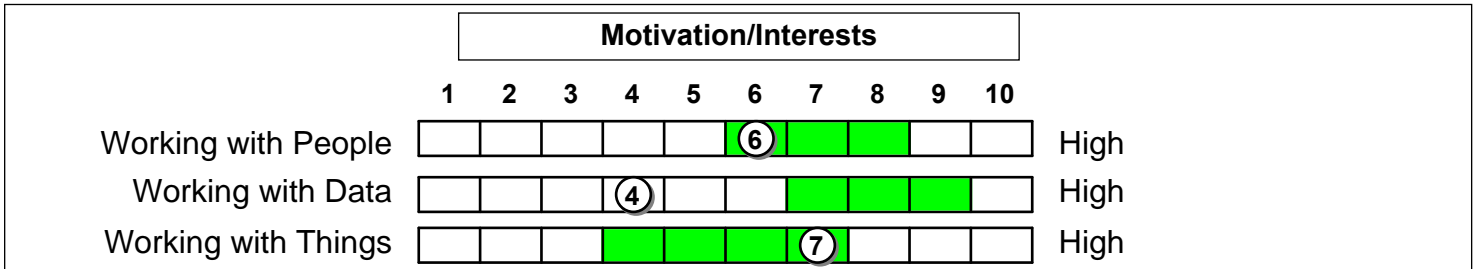 Motivation/Interests
1 2 3 4 5 6 7 8 9 10
Working with People 6 High
Working with Data 4 High
Working with Things 7 High